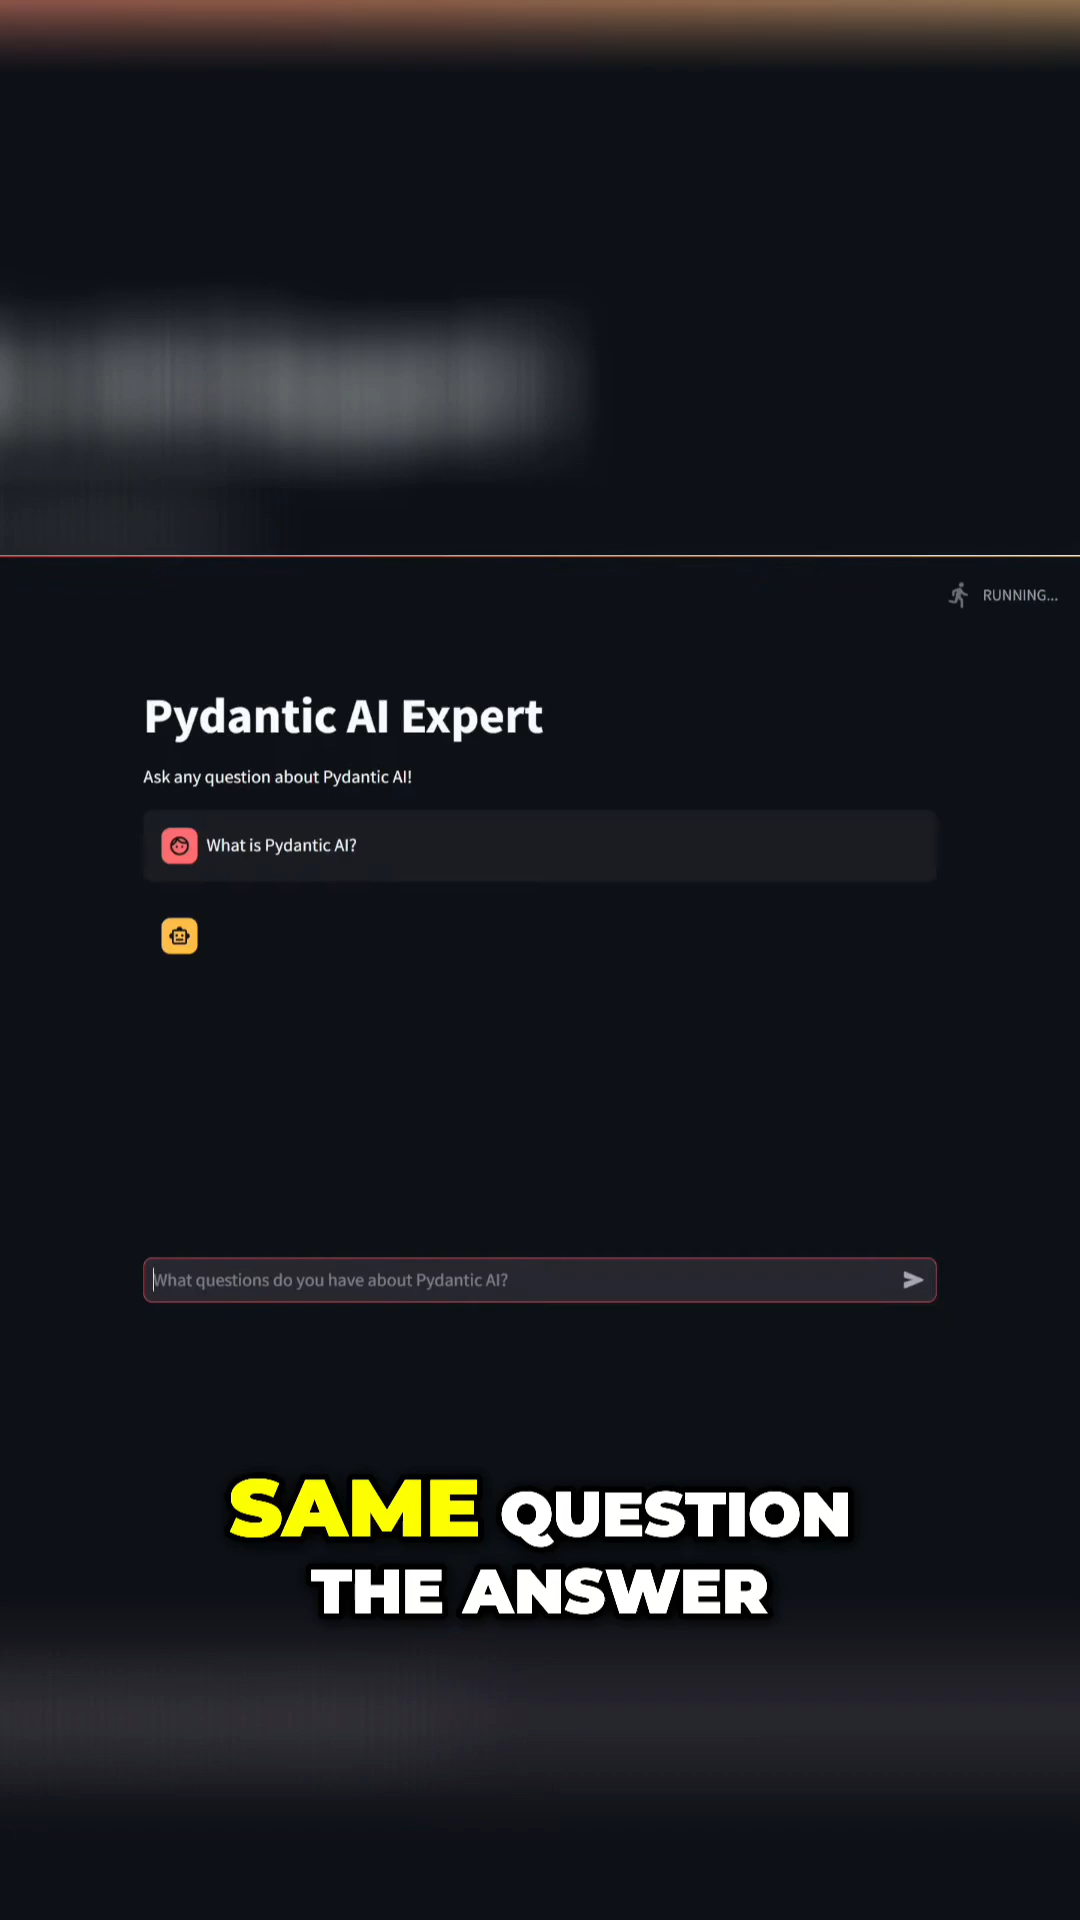 RUNNING...
Pydantic AI Expert
Ask any question about Pydantic AI!
What is Pydantic AI?
What questions do you have about Pydantic AI?
SAME QUESTION
THE ANSWER